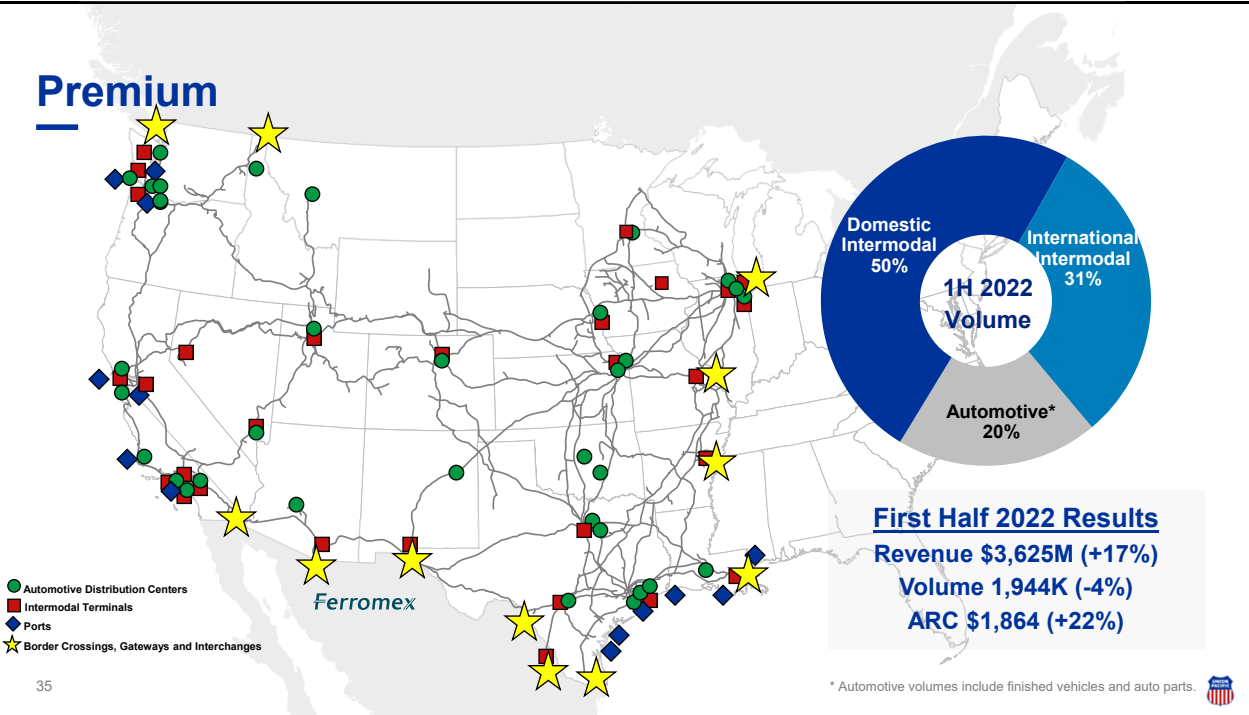 Premium
Domestic
Intermodal
50%
International
Intermodal
31%
1H 2022
Volume
Automotive*
20%
First Half 2022 Results
Revenue $3,625M (+17%)
Volume 1,944K (-4%)
ARC $1,864 (+22%)
Automotive Distribution Centers
Intermodal Terminals
Ports
Border Crossings, Gateways and Interchanges
Ferromex
35
* Automotive volumes include finished vehicles and auto parts.
UNION
PACIFIC